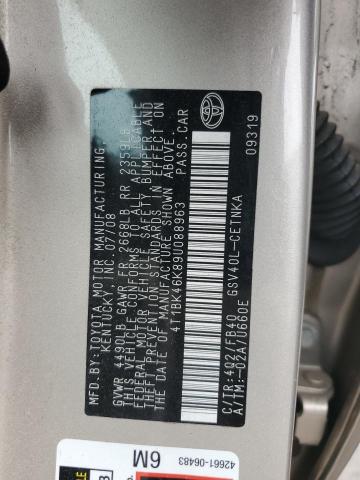 MFD. BY: TOYOTA MOTOR MANUFACTURING,
KENTUCKY, INC. 07/08
GVWR 4490LB GAWR FR 2668LB RR 2359LB
THIS VEHICLE CONFORMS TO ALL APPLICABLE
FEDERAL MOTOR VEHICLE SAFETY BUMPER, AND
THEFT PREVENTION STANDARDS IN EFFECT ON
THE DATE OF MANUFACTURE SHOWN ABOVE.
4T1BK46K89U088963 PASS.CAR
C/TR:4Q2/FB40 GSV40L-CETNKA
A/TM:-02A/U660E 09319
42661-06483
6M